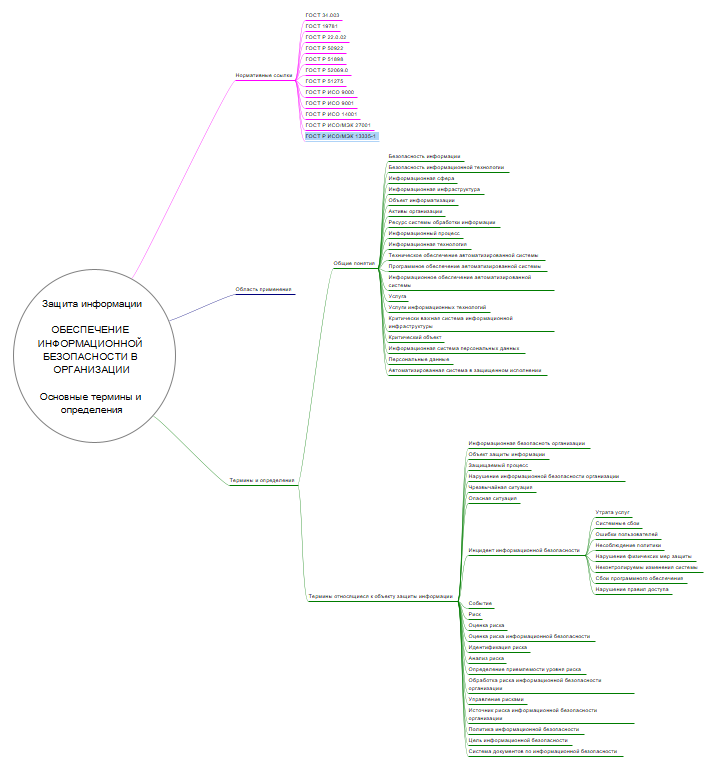 Защита информации
ОБЕСПЕЧЕНИЕ
ИНФОРМАЦИОННОЙ
БЕЗОПАСНОСТИ В
ОРГАНИЗАЦИИ
Основные термины и
определения
Нормативные ссылки
ГОСТ 34.003
ГОСТ 19781
ГОСТ Р 22.0.02
ГОСТ Р 50922
ГОСТ Р 51898
ГОСТ Р 52069.0
ГОСТ Р 51275
ГОСТ Р ИСО 9000
ГОСТ Р ИСО 9001
ГОСТ Р ИСО 14001
ГОСТ Р ИСО/МЭК 27001
ГОСТ Р ИСО/МЭК 13335-1
Область применения
Термины и определения
Общие понятия
Безопасность информации
Безопасность информационной технологии
Информационная сфера
Информационная инфраструктура
Объект информатизации
Активы организации
Ресурс системы обработки информации
Информационный процесс
Информационная технология
Техническое обеспечение автоматизированной системы
Программное обеспечение автоматизированной системы
Информационное обеспечение автоматизированной
системы
Услуга
Услуги информационных технологий
Критически важная система информационной
инфраструктуры
Критический объект
Информационная система персональных данных
Персональные данные
Автоматизированная система в защищенном исполнении
Термины относящиеся к объекту защиты информации
Информационная безопасноть организации
Объект защиты информации
Защищаемый процесс
Нарушение информационной безопасности организации
Чрезвычайная ситуация
Опасная ситуация
Инцидент информационной безопасности
Утрата услуг
Системные сбои
Ошибки пользователей
Несоблюдение политики
Нарушение физичексих мер защиты
Неконтролируемы изменения системы
Сбои программного обеспечения
Нарушение правил доступа
Событие
Риск
Оценка риска
Оценка риска информационной безопасности
Идентификация риска
Анализ риска
Определение приемлемости уровня риска
Обработка риска информационной безопасности
организации
Управление рисками
Источник риска информационной безопасности
организации
Политика информационной безопасности
Цель информационной безопасности
Система документов по информационной безопасности